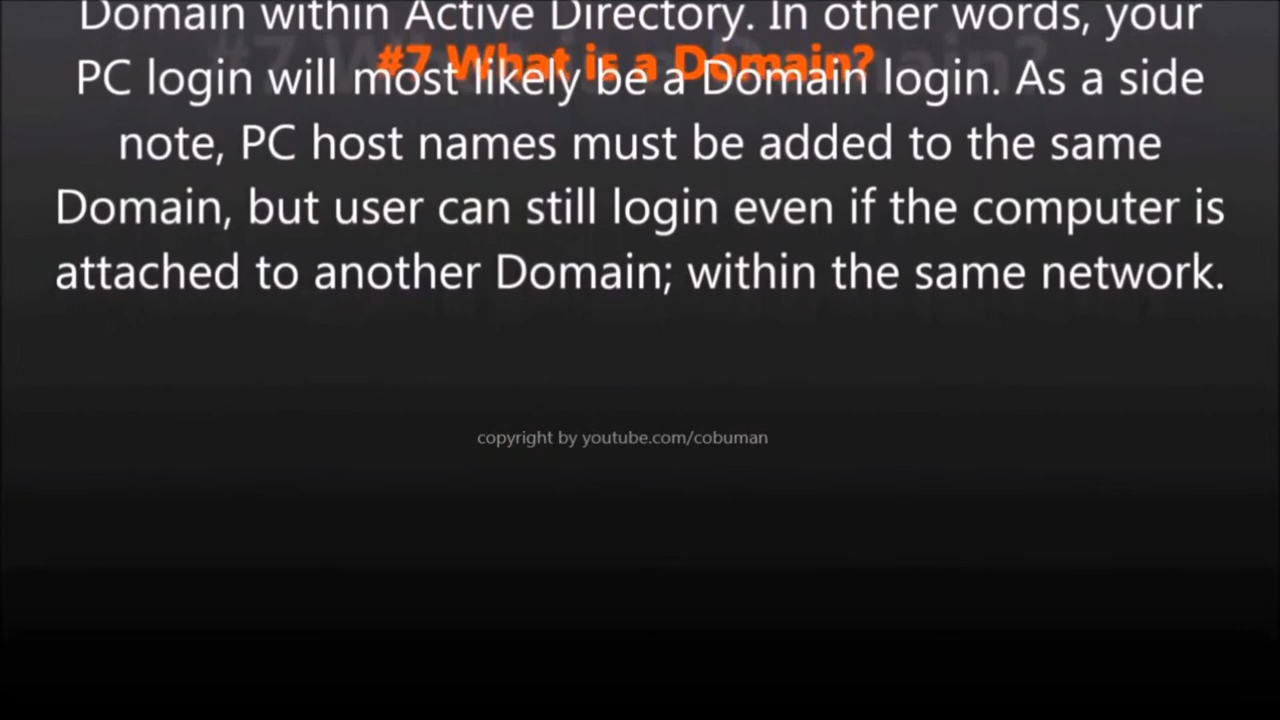 Domain within Active Directory. In other words, your
#7 What is a Domain?
PC login will most likely be a Domain login. As a side
note, PC host names must be added to the same
Domain, but user can still login even if the computer is
attached to another Domain; within the same network.
copyright by youtube.com/cobuman